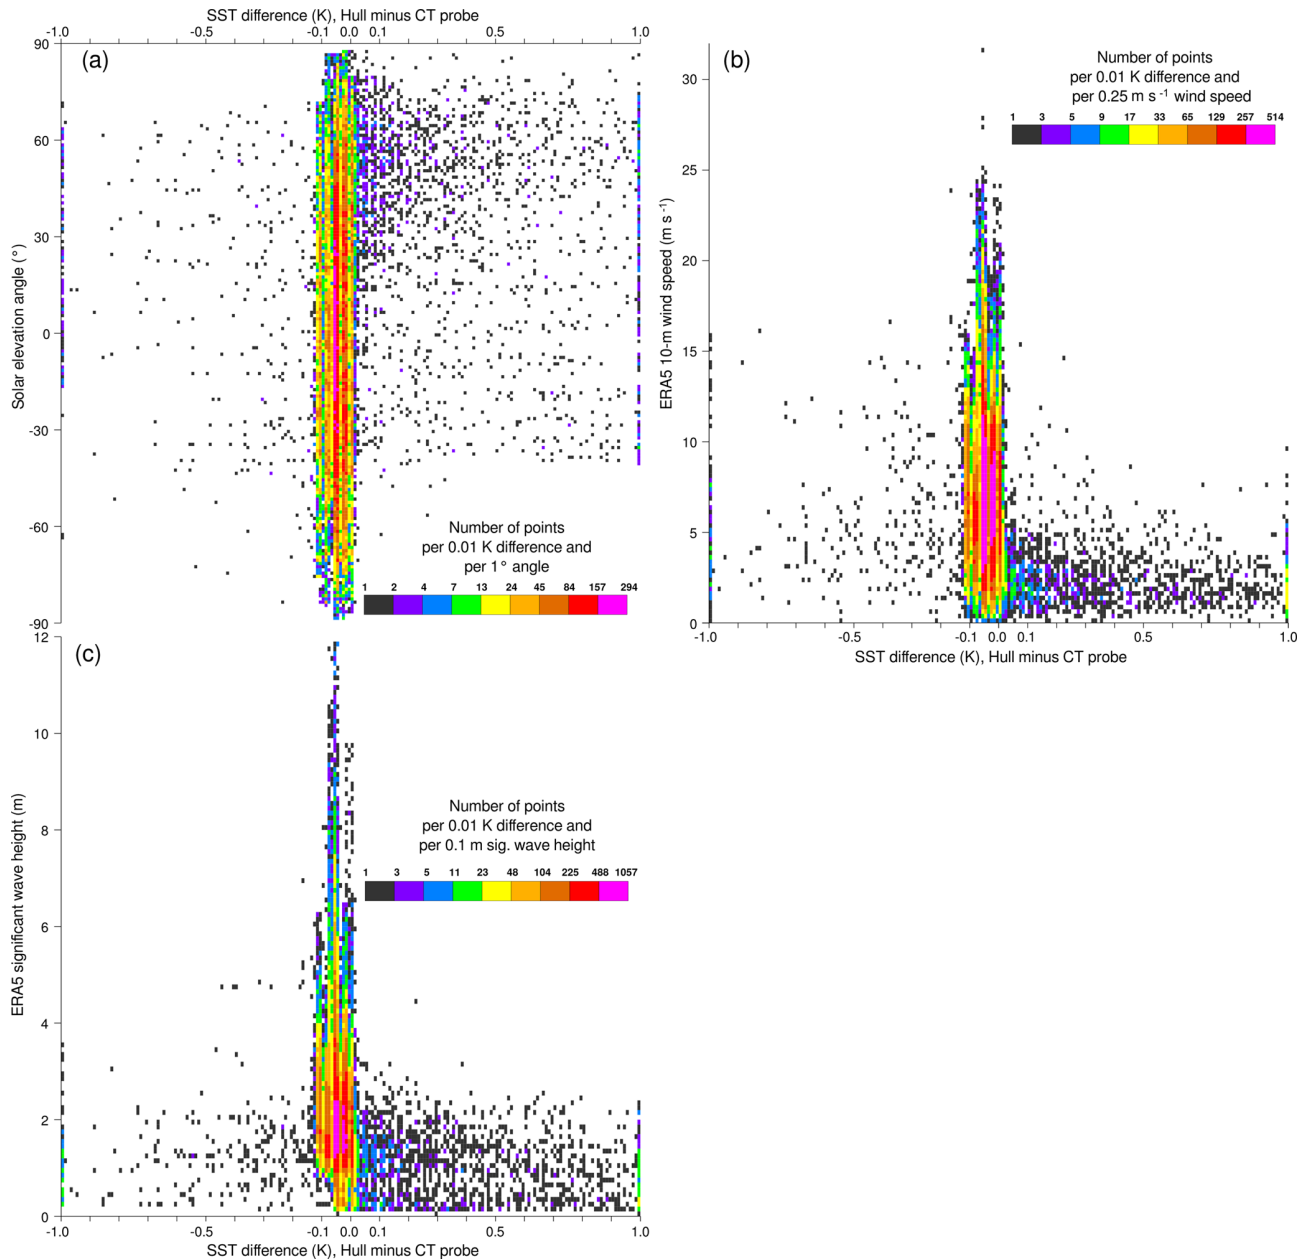 SST difference (K), Hull minus CT probe
-1.0 -0.5 -0.1 0.0 0.1 0.5 1.0
(a)
90
60
30
0
-30
-60
-90
Solar elevation angle (°)
Number of points
per 0.01 K difference and
per 1° angle
1 2 4 7 13 24 45 84 157 294
(b)
30
25
20
15
10
5
0
ERA5 10-m wind speed (m s⁻¹)
Number of points
per 0.01 K difference and
per 0.25 m s⁻¹ wind speed
1 3 5 9 17 33 65 129 257 514
-1.0 -0.5 -0.1 0.0 0.1 0.5 1.0
SST difference (K), Hull minus CT probe
(c)
12
10
8
6
4
2
0
ERA5 significant wave height (m)
Number of points
per 0.01 K difference and
per 0.1 m sig. wave height
1 3 5 11 23 48 104 225 488 1057
-1.0 -0.5 -0.1 0.0 0.1 0.5 1.0
SST difference (K), Hull minus CT probe